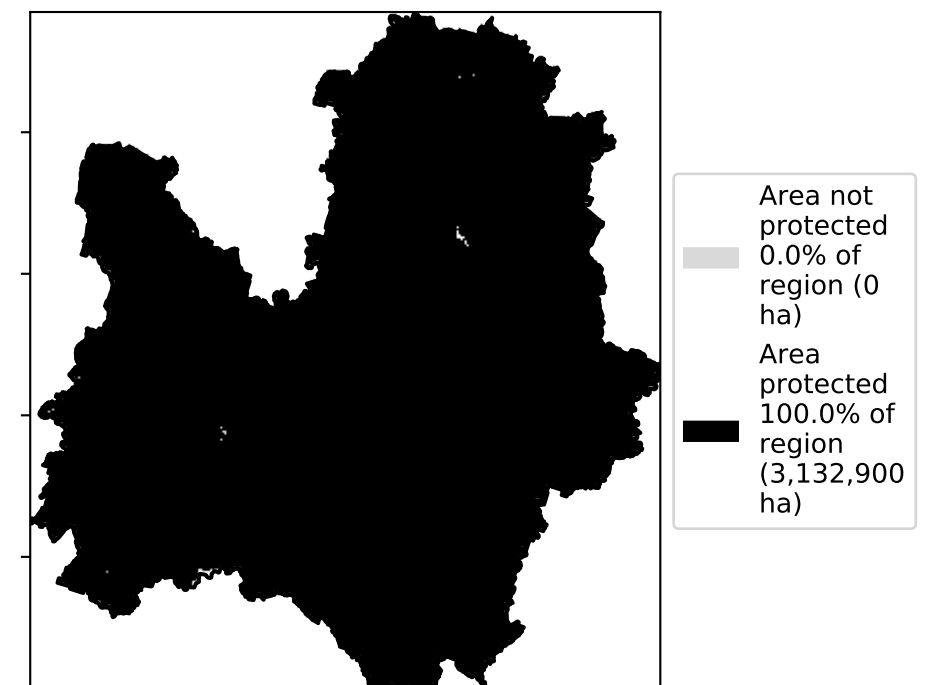 Area not
protected
0.0% of
region (0
ha)
Area
protected
100.0% of
region
(3,132,900
ha)